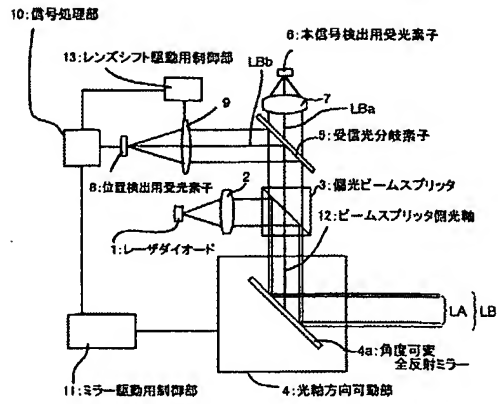 10:信号処理部
6:本信号検出用受光素子
13:レンズシフト駆動用制御部
LBb
9
7
LBa
5:受信光分岐素子
8:位置検出用受光素子
2
3:偏光ビームスプリッタ
12:ビームスプリッタ側光軸
1:レーザダイオード
LA
LB
4a:角度可変
全反射ミラー
11:ミラー駆動用制御部
4:光軸方向可動部